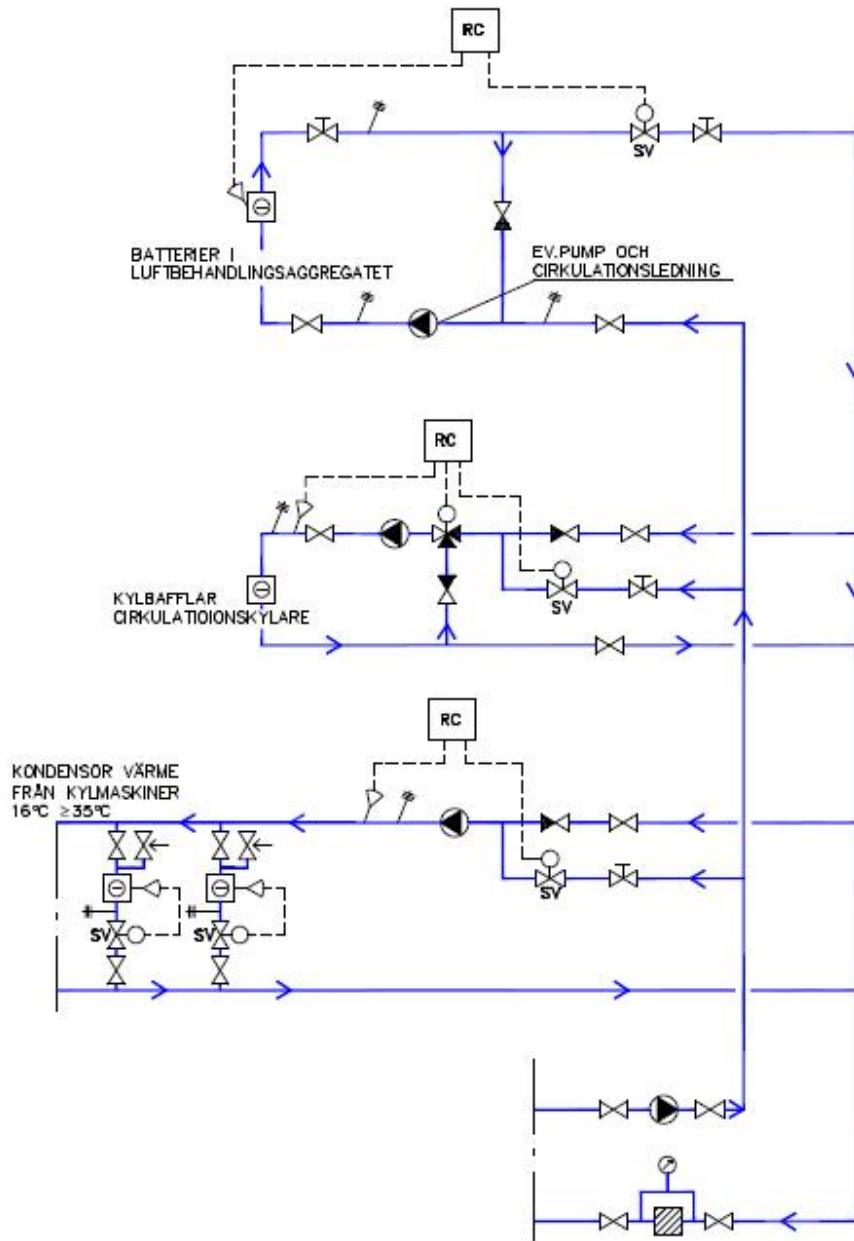 RC
SV
BATTERIER I
LUFTBEHANDLINGSAGGREGATET
EV.PUMP OCH
CIRKULATIONSLEDNING
RC
KYLBAFFLAR
CIRKULATIOIONSKYLARE
SV
RC
KONDENSOR VÄRME
FRÅN KYLMASKINER
16°C ≥35°C
SV
SV
SV